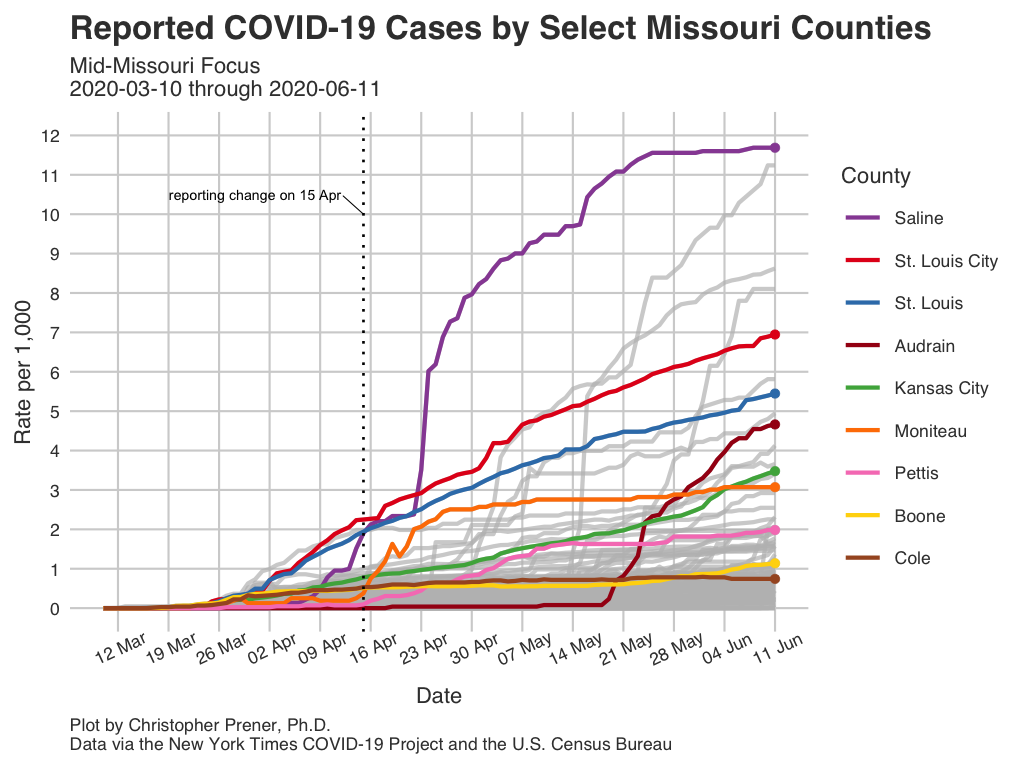 Reported COVID-19 Cases by Select Missouri Counties
Mid-Missouri Focus
2020-03-10 through 2020-06-11
Rate per 1,000
12
11
10
9
8
7
6
5
4
3
2
1
0
reporting change on 15 Apr
12 Mar
19 Mar
26 Mar
02 Apr
09 Apr
16 Apr
23 Apr
30 Apr
07 May
14 May
21 May
28 May
04 Jun
11 Jun
Date
County
Saline
St. Louis City
St. Louis
Audrain
Kansas City
Moniteau
Pettis
Boone
Cole
Plot by Christopher Prener, Ph.D.
Data via the New York Times COVID-19 Project and the U.S. Census Bureau